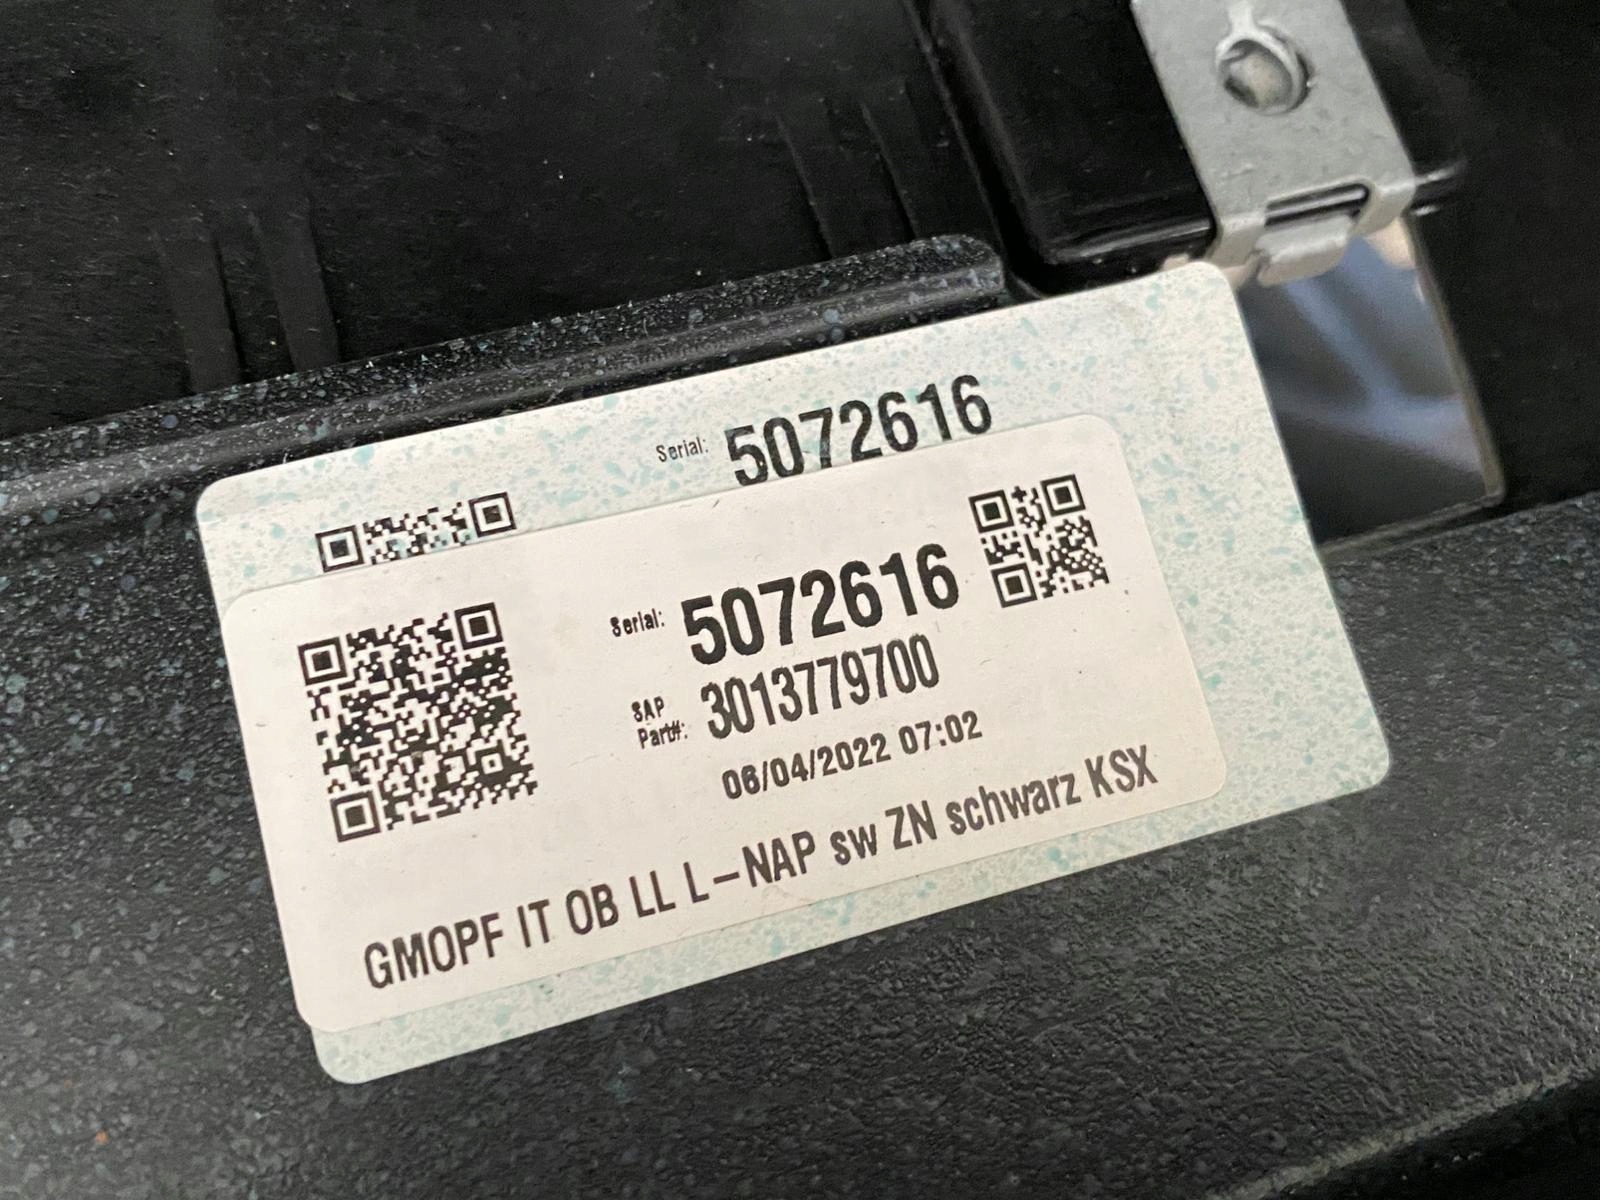 Serial: 5072616
Serial: 5072616
SAP
Part#: 3013779700
06/04/2022 07:02
GMOPF IT OB LL L-NAP sw ZN schwarz KSX